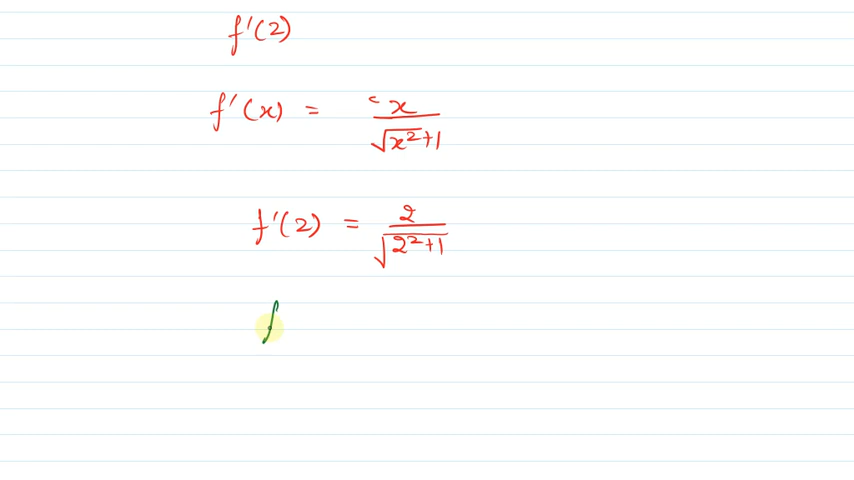 f'(2)
f'(x) = x / √x²+1
f'(2) = 2 / √2²+1
f